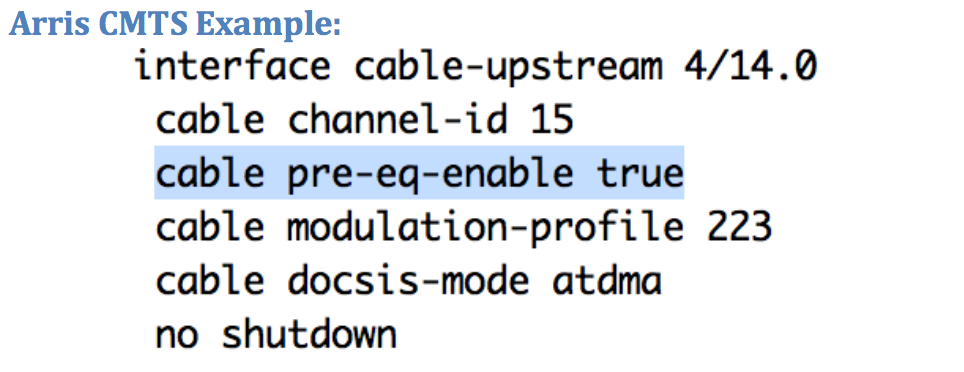 Arris CMTS Example:
interface cable-upstream 4/14.0
cable channel-id 15
cable pre-eq-enable true
cable modulation-profile 223
cable docsis-mode atdma
no shutdown